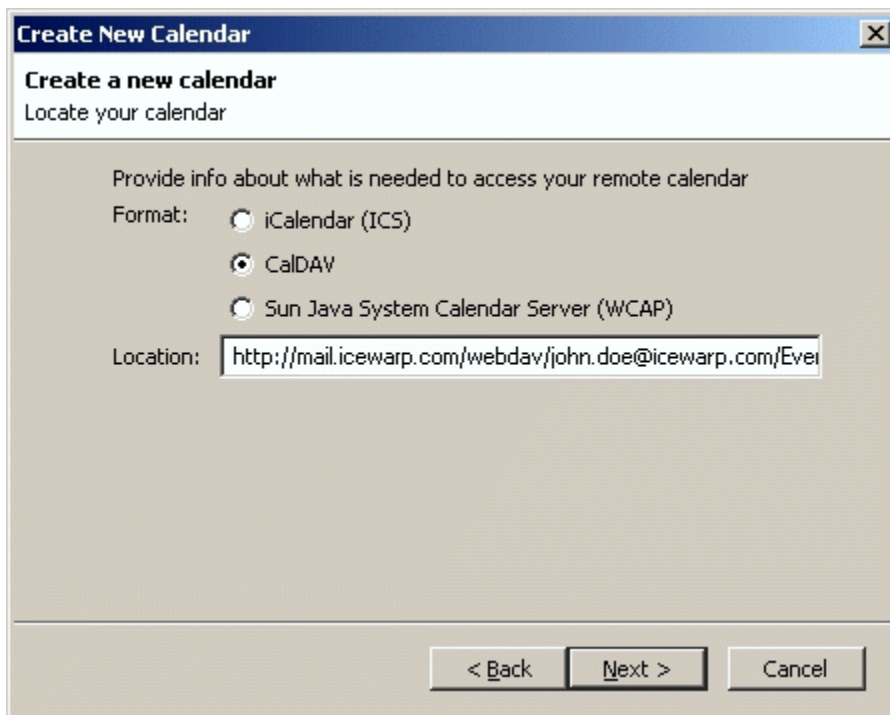 Create New Calendar
Create a new calendar
Locate your calendar
Provide info about what is needed to access your remote calendar
Format:
iCalendar (ICS)
CalDAV
Sun Java System Calendar Server (WCAP)
Location: http://mail.icewarp.com/webdav/john.doe@icewarp.com/Ever
< Back Next > Cancel